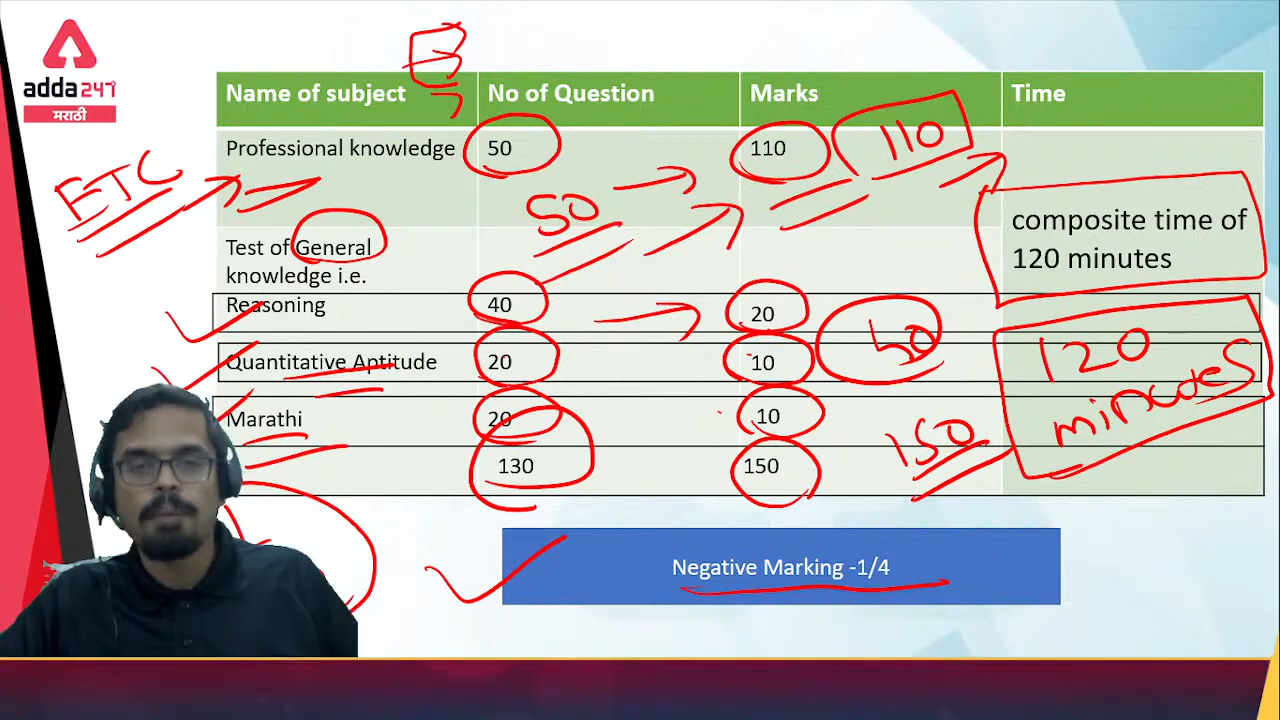 adda247
मराठी
Name of subject No of Question Marks Time
Professional knowledge 50 110 110
ETC
50
composite time of
120 minutes
Test of General
knowledge i.e.
Reasoning 40 20
50
120
minutes
Quantitative Aptitude 20 10
Marathi 20 10
150
130 150
Negative Marking -1/4